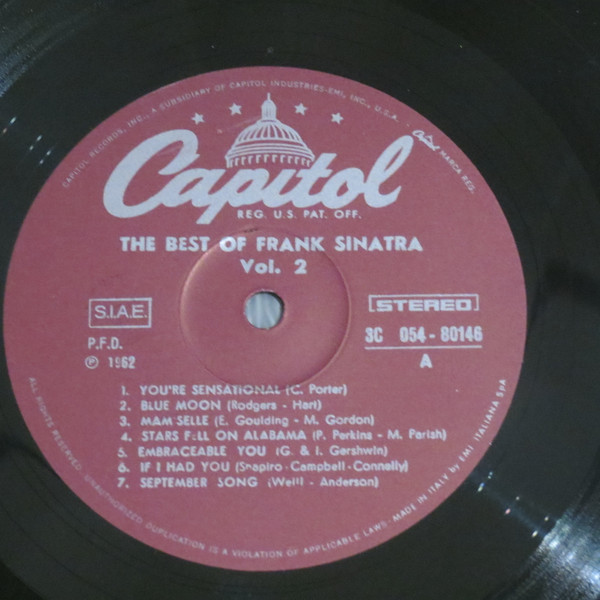 CAPITOL RECORDS, INC., A SUBSIDIARY OF CAPITOL INDUSTRIES-EMI, INC., U.S.A.
Capitol MARCA REG.
Capitol
REG. U.S. PAT. OFF.
THE BEST OF FRANK SINATRA
Vol. 2
S.I.A.E.
STEREO
P.F.D.
3C 054-80146
Ⓟ 1962
A
1. YOU'RE SENSATIONAL (C. Porter)
2. BLUE MOON (Rodgers - Hart)
3. MAM'SELLE (E. Goulding - M. Gordon)
4. STARS FELL ON ALABAMA (P. Perkins - M. Parish)
5. EMBRACEABLE YOU (G. & I. Gershwin)
6. IF I HAD YOU (Shapiro - Campbell - Connelly)
7. SEPTEMBER SONG (Weill - Anderson)
ALL RIGHTS RESERVED. UNAUTHORIZED DUPLICATION IS A VIOLATION OF APPLICABLE LAWS - MADE IN ITALY by EMI ITALIANA SPA